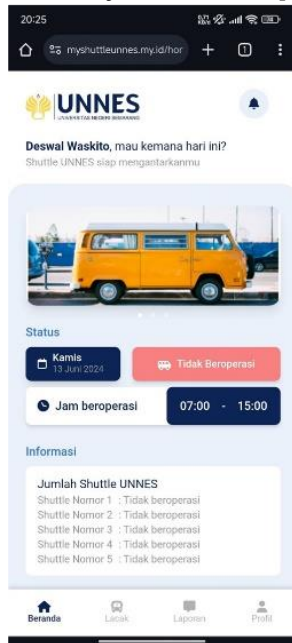 20:25
myshuttleunnes.my.id/hor
1
UNNES
UNIVERSITAS NEGERI SEMARANG
Deswal Waskito, mau kemana hari ini?
Shuttle UNNES siap mengantarkanmu
Status
Kamis
13 Juni 2024
Tidak Beroperasi
Jam beroperasi
07:00 - 15:00
Informasi
Jumlah Shuttle UNNES
Shuttle Nomor 1 : Tidak beroperasi
Shuttle Nomor 2 : Tidak beroperasi
Shuttle Nomor 3 : Tidak beroperasi
Shuttle Nomor 4 : Tidak beroperasi
Shuttle Nomor 5 : Tidak beroperasi
Beranda Lacak Laporan Profil